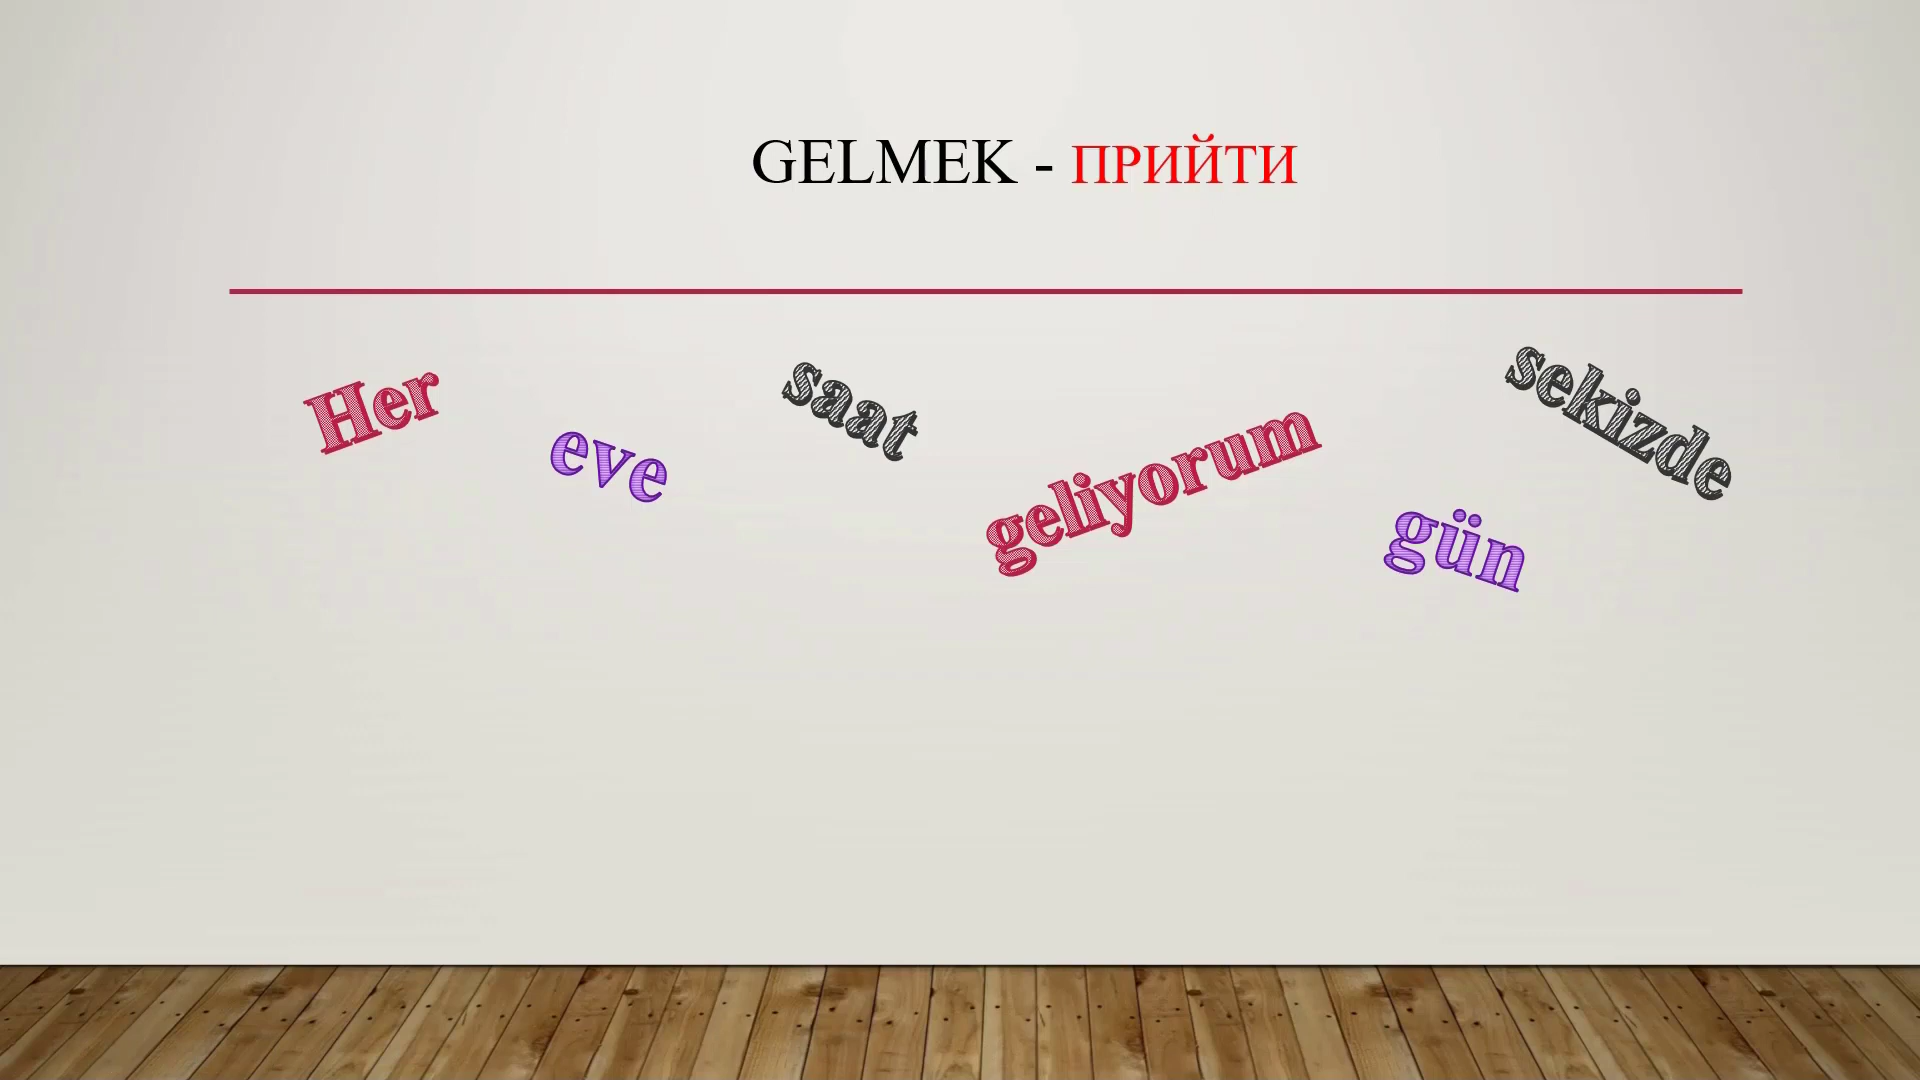 GELMEK - ПРИЙТИ
Her
eve
saat
geliyorum
gün
sekizde